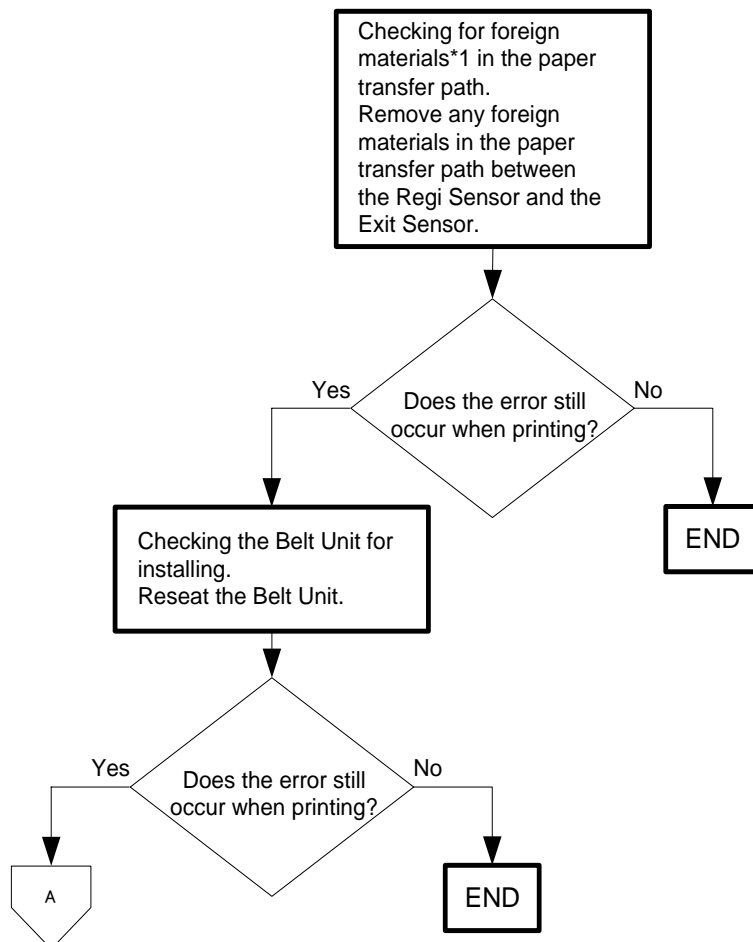 Checking for foreign
materials*1 in the paper
transfer path.
Remove any foreign
materials in the paper
transfer path between
the Regi Sensor and the
Exit Sensor.
Yes
No
Does the error still
occur when printing?
END
Checking the Belt Unit for
installing.
Reseat the Belt Unit.
Yes
No
Does the error still
occur when printing?
A
END